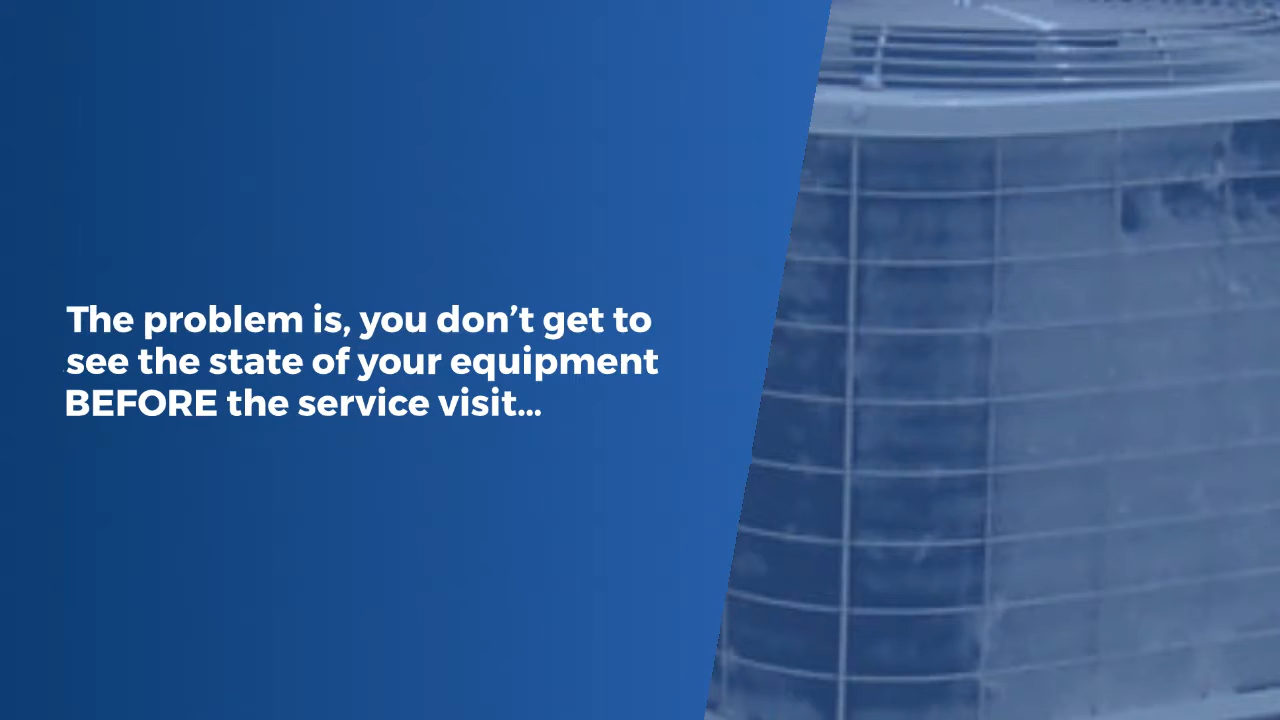 The problem is, you don’t get to
see the state of your equipment
BEFORE the service visit...